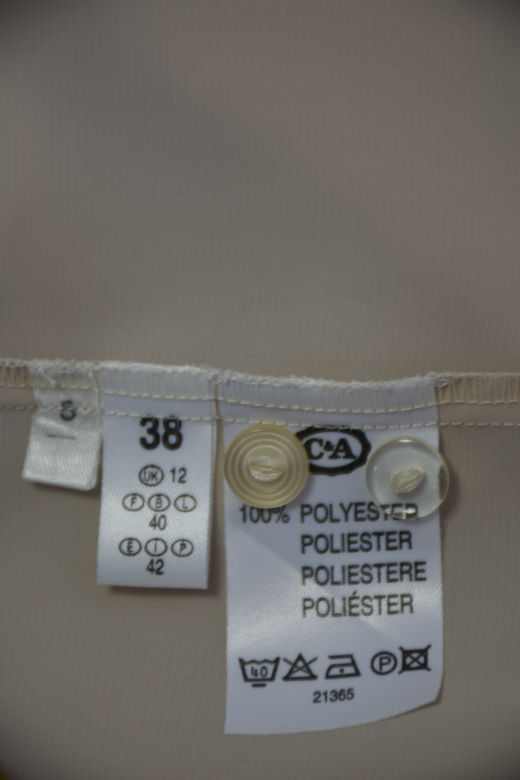 38
UK 12
F B L
40
E I P
42
C&A
100% POLYESTER
POLIESTER
POLIESTERE
POLIÉSTER
40 P
21365